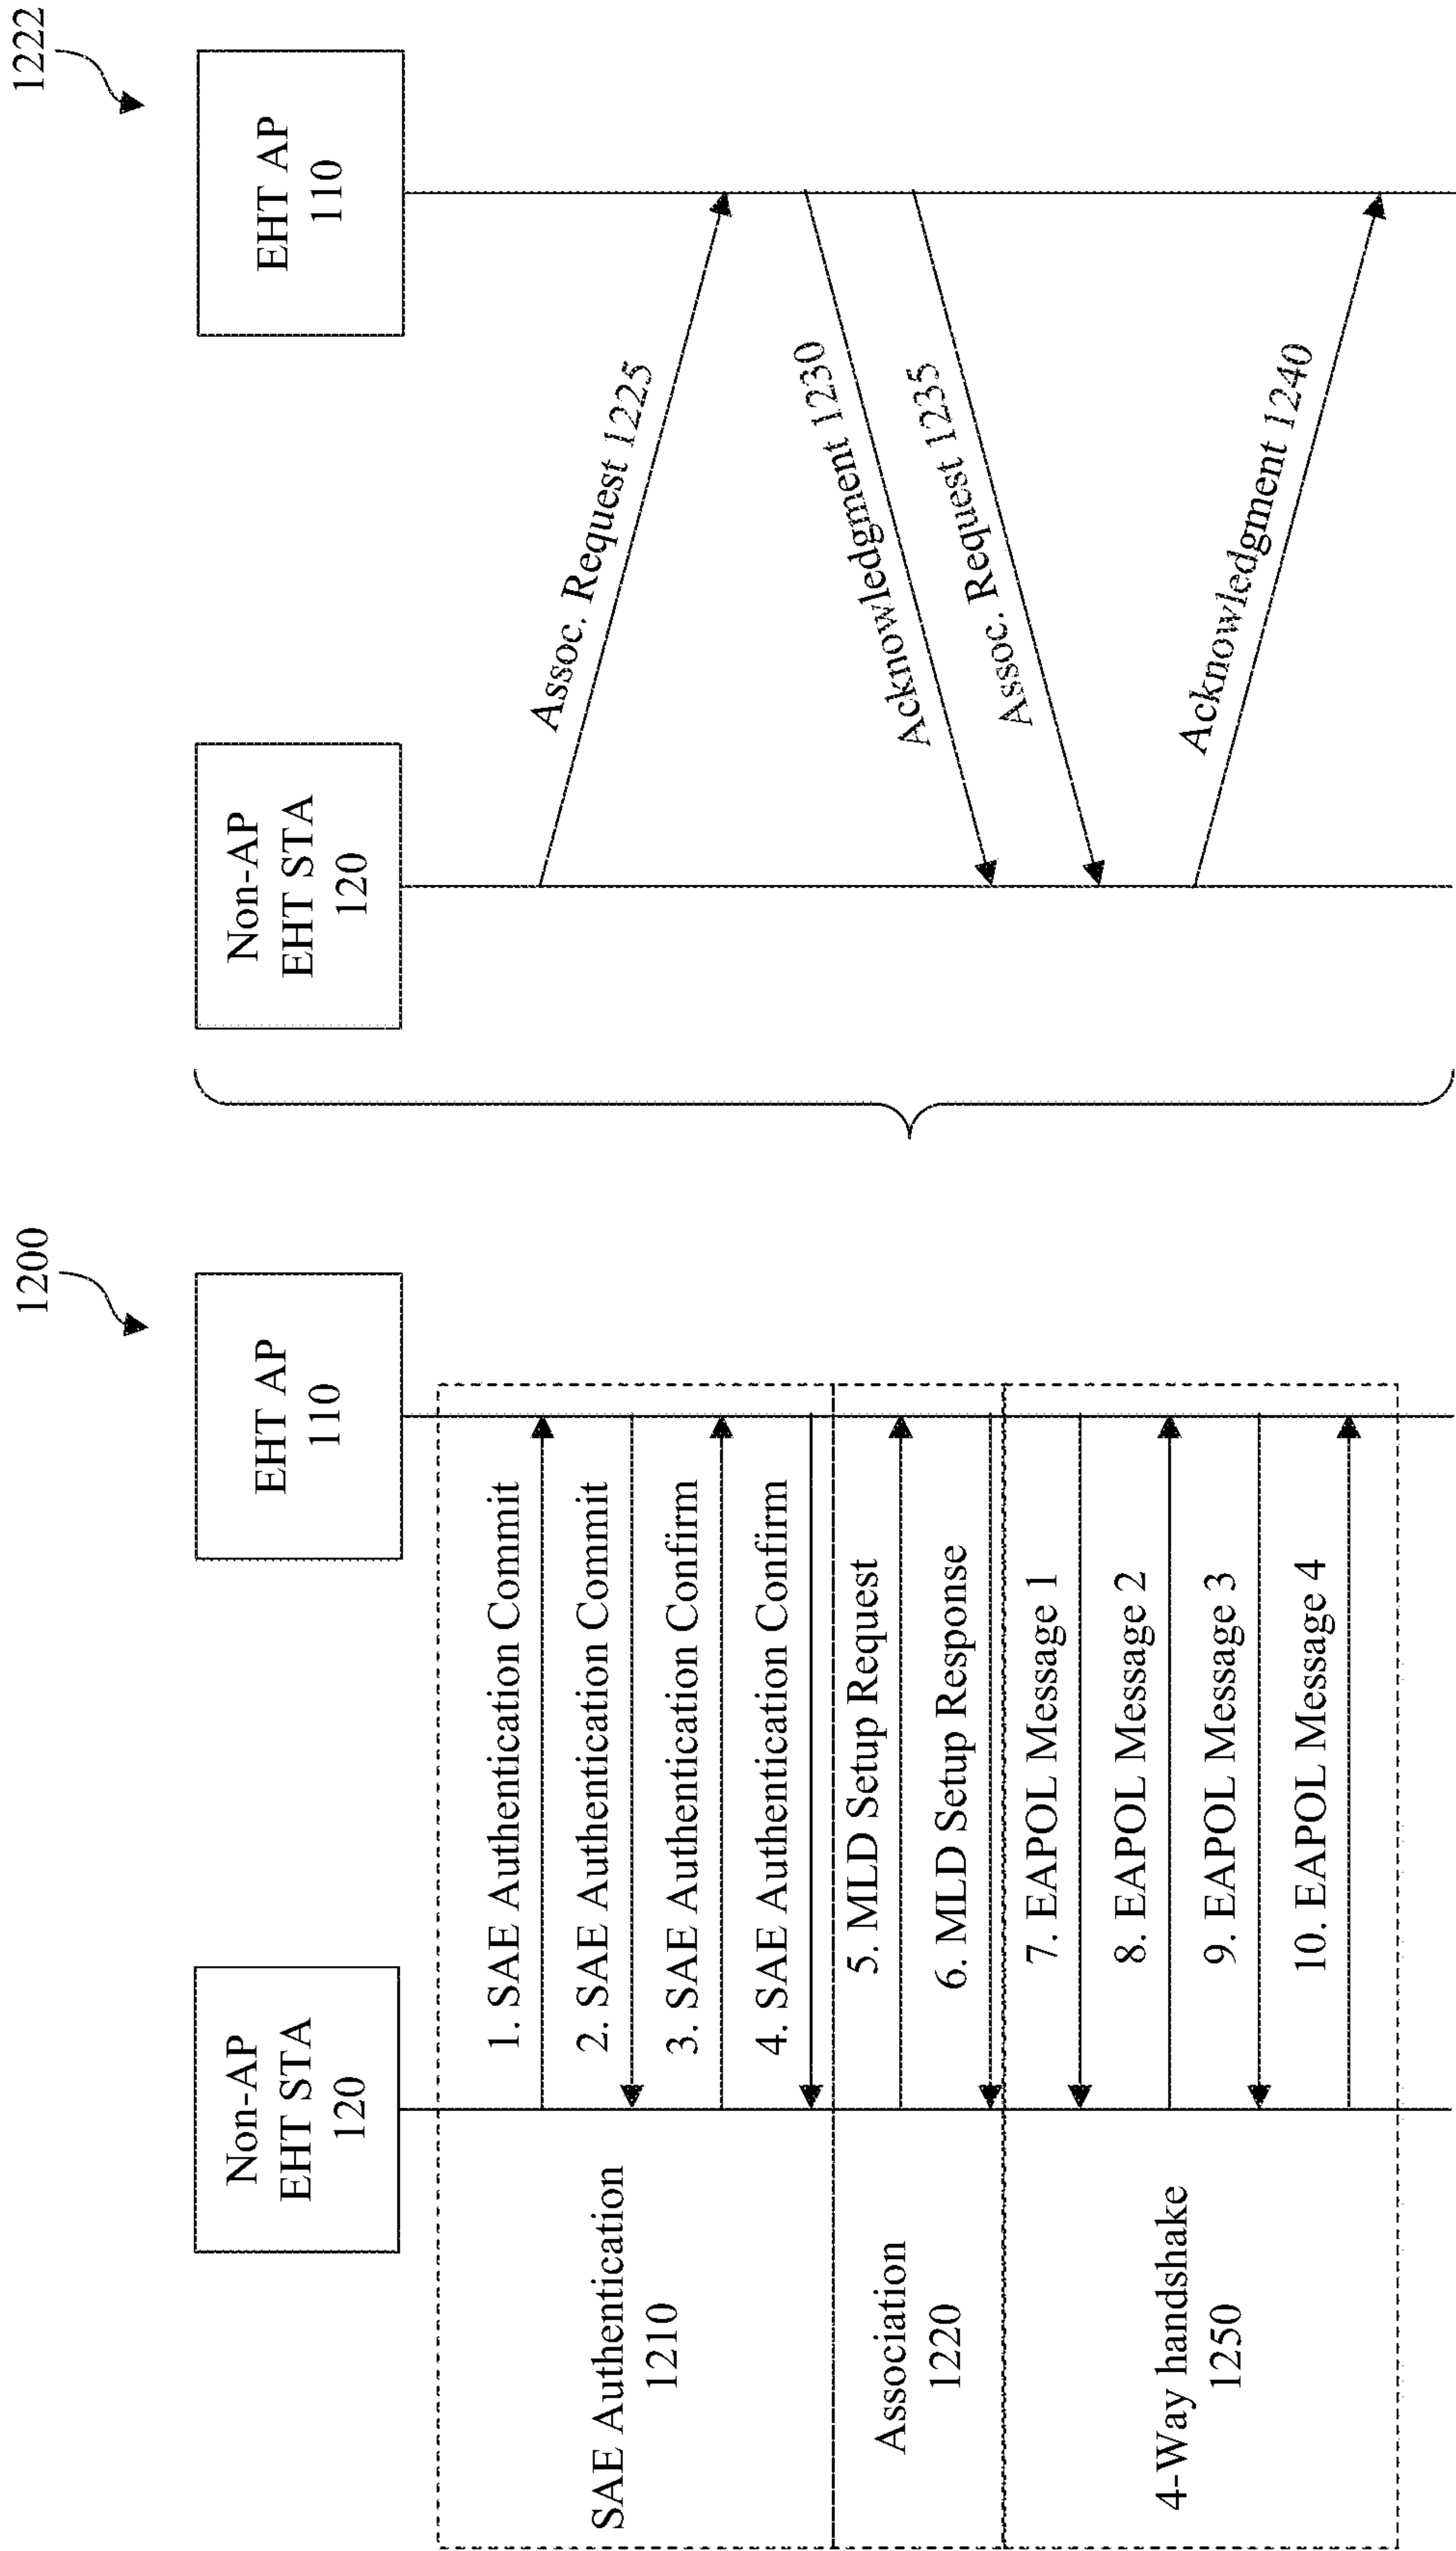 1200
Non-AP
EHT STA
120
EHT AP
110
SAE Authentication
1210
1. SAE Authentication Commit
2. SAE Authentication Commit
3. SAE Authentication Confirm
4. SAE Authentication Confirm
Association
1220
5. MLD Setup Request
6. MLD Setup Response
4-Way handshake
1250
7. EAPOL Message 1
8. EAPOL Message 2
9. EAPOL Message 3
10. EAPOL Message 4
1222
Non-AP
EHT STA
120
EHT AP
110
Assoc. Request 1225
Acknowledgment 1230
Assoc. Request 1235
Acknowledgment 1240